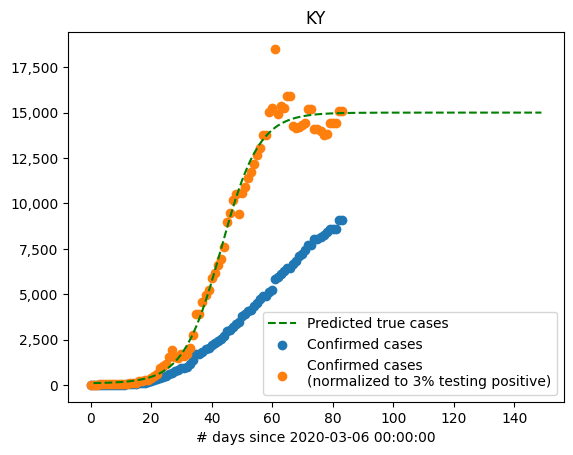 KY
17,500
15,000
12,500
10,000
7,500
5,000
2,500
0
Predicted true cases
Confirmed cases
Confirmed cases
(normalized to 3% testing positive)
0 20 40 60 80 100 120 140
# days since 2020-03-06 00:00:00